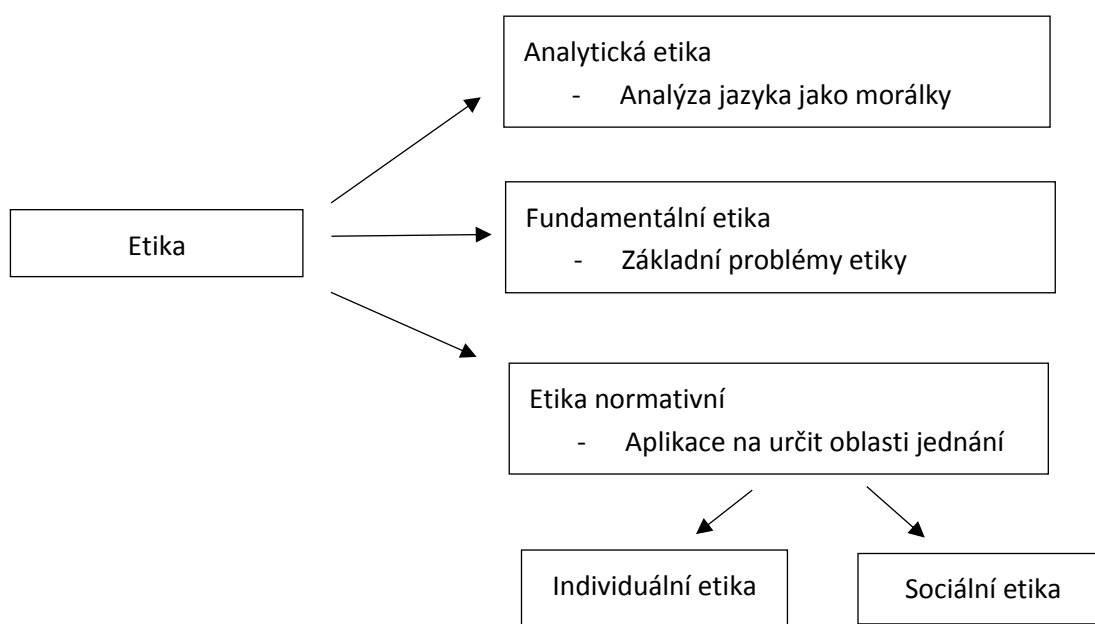 Analytická etika
- Analýza jazyka jako morálky
Etika
Fundamentální etika
- Základní problémy etiky
Etika normativní
- Aplikace na určit oblasti jednání
Individuální etika
Sociální etika